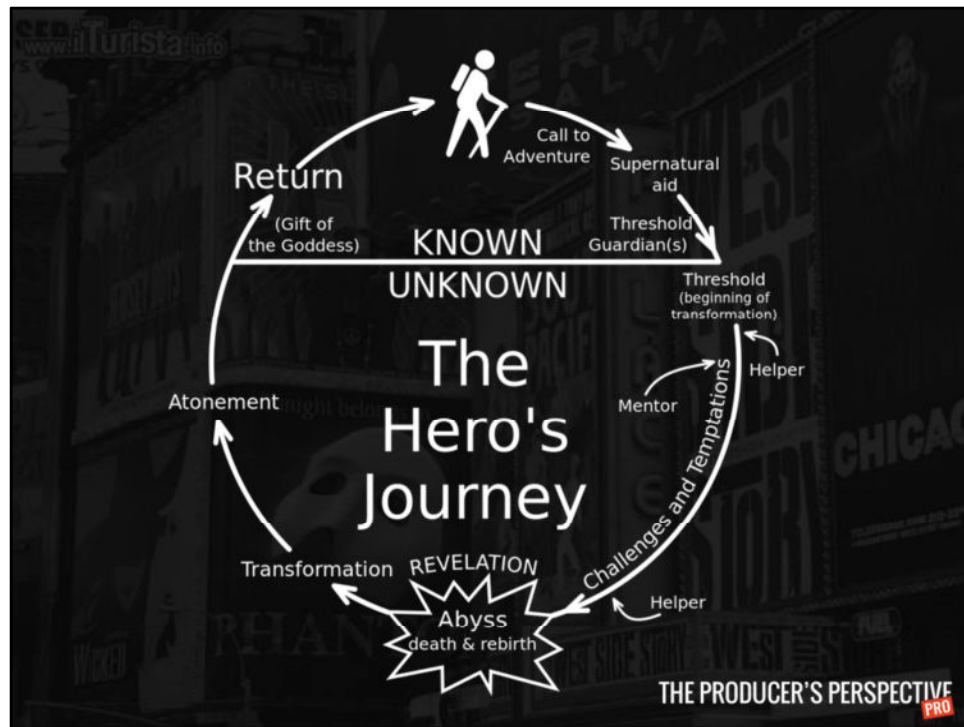 www.ilTurista.info
Call to
Adventure
Supernatural
aid
Return
(Gift of
the Goddess)
KNOWN
Threshold
Guardian(s)
UNKNOWN
Threshold
(beginning of
transformation)
The
Hero's
Journey
Helper
Mentor
Challenges and Temptations
Atonement
Helper
Transformation
REVELATION
Abyss
death & rebirth
CHICAG
WICKED
WEST SIDE STORY
WEST
THE PRODUCER'S PERSPECTIVE
PRO